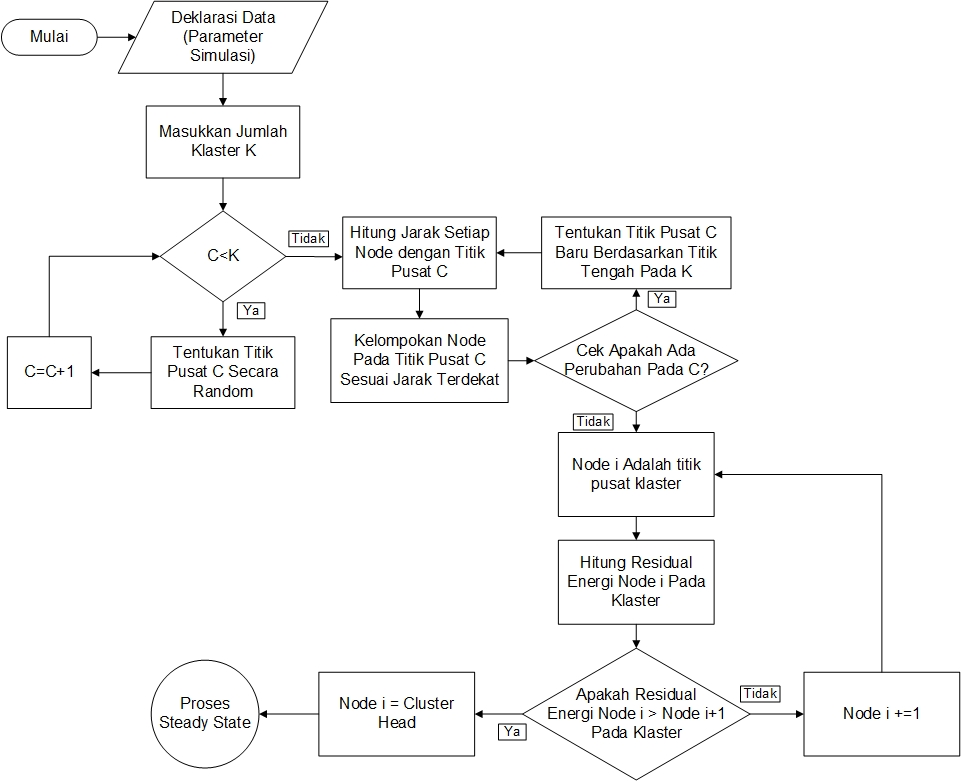 Mulai
Deklarasi Data
(Parameter
Simulasi)
Masukkan Jumlah
Klaster K
C<K
Tidak
Ya
Tentukan Titik
Pusat C Secara
Random
C=C+1
Hitung Jarak Setiap
Node dengan Titik
Pusat C
Kelompokan Node
Pada Titik Pusat C
Sesuai Jarak Terdekat
Cek Apakah Ada
Perubahan Pada C?
Ya
Tentukan Titik Pusat C
Baru Berdasarkan Titik
Tengah Pada K
Tidak
Node i Adalah titik
pusat klaster
Hitung Residual
Energi Node i Pada
Klaster
Apakah Residual
Energi Node i > Node i+1
Pada Klaster
Tidak
Node i +=1
Ya
Node i = Cluster
Head
Proses
Steady State